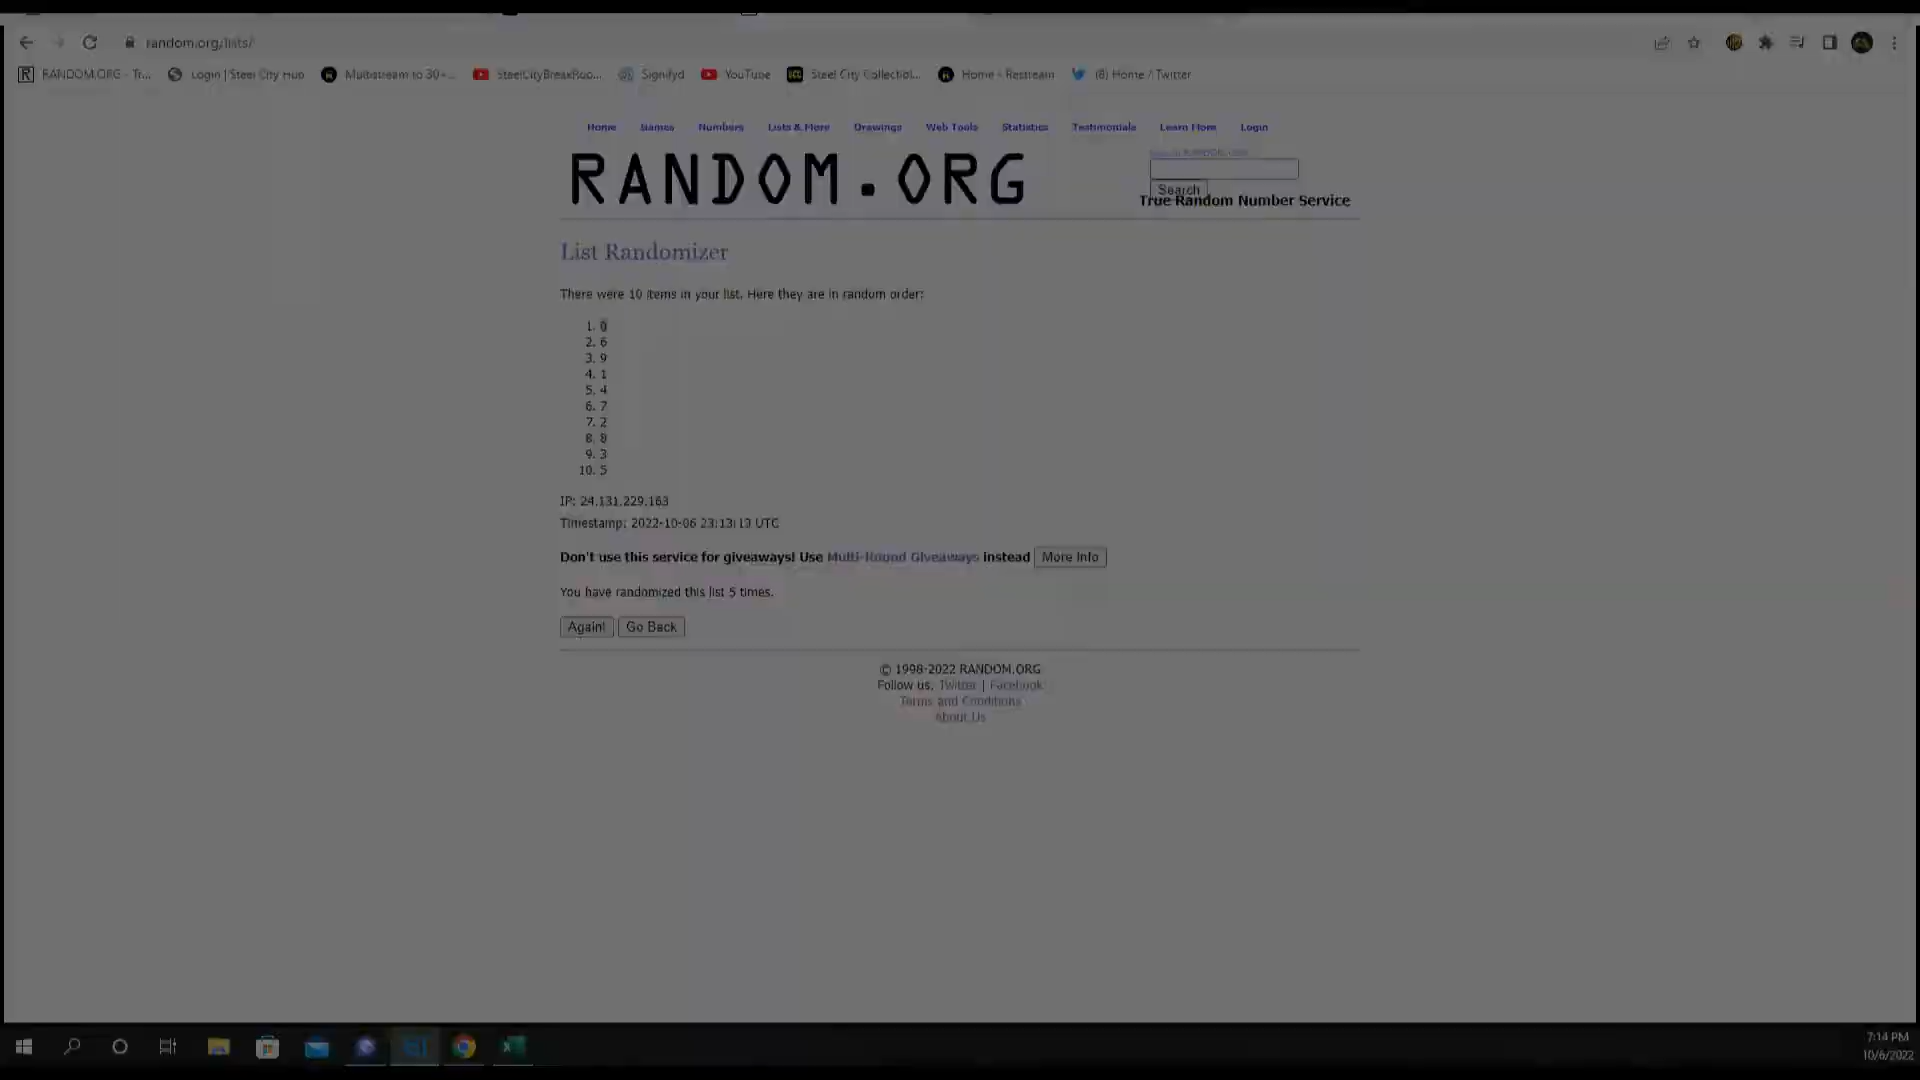 random.org/lists/
RANDOM.ORG - Tr... Login | Steel City Hub Multistream to 30+... SteelCityBreakRoo... Signifyd YouTube Steel City Collectibl... Home - Restream (8) Home / Twitter
Home Games Numbers Lists & More Drawings Web Tools Statistics Testimonials Learn More Login
RANDOM.ORG
Search RANDOM.ORG
Search
True Random Number Service
List Randomizer
There were 10 items in your list. Here they are in random order:
1. 0
2. 6
3. 9
4. 1
5. 4
6. 7
7. 2
8. 8
9. 3
10. 5
IP: 24.131.229.163
Timestamp: 2022-10-06 23:13:13 UTC
Don't use this service for giveaways! Use Multi-Round Giveaways instead More Info
You have randomized this list 5 times.
Again! Go Back
© 1998-2022 RANDOM.ORG
Follow us: Twitter | Facebook
Terms and Conditions
About Us
7:14 PM
10/6/2022